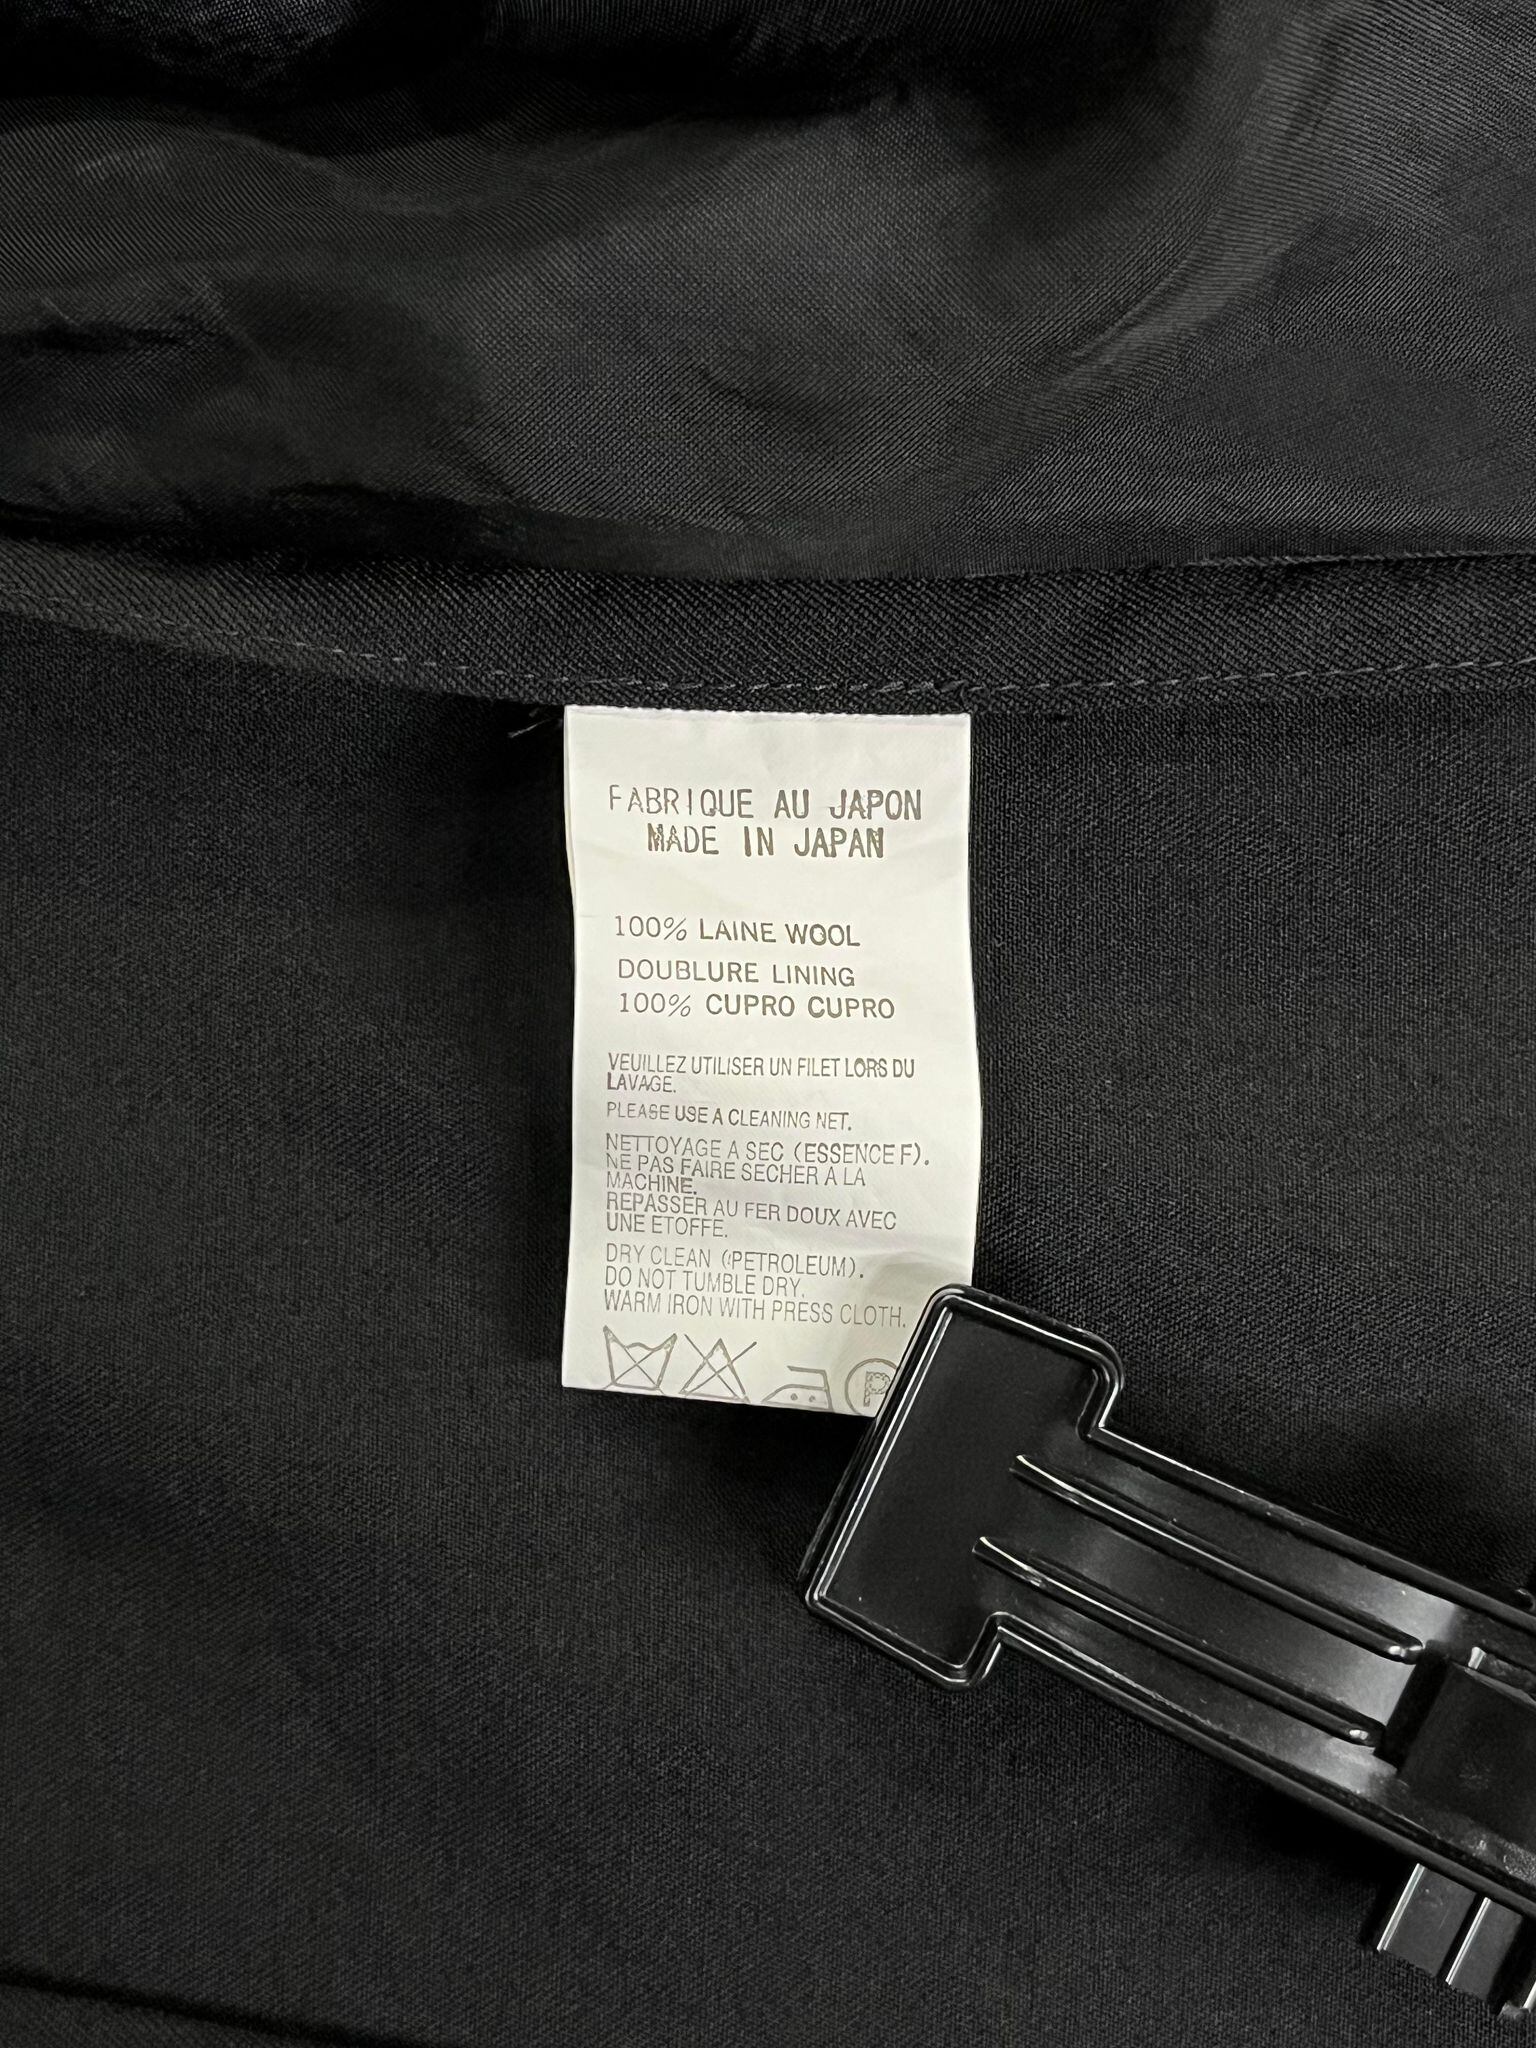 FABRIQUE AU JAPON
MADE IN JAPAN
100% LAINE WOOL
DOUBLURE LINING
100% CUPRO CUPRO
VEUILLEZ UTILISER UN FILET LORS DU
LAVAGE.
PLEASE USE A CLEANING NET.
NETTOYAGE A SEC (ESSENCE F).
NE PAS FAIRE SECHER A LA
MACHINE.
REPASSER AU FER DOUX AVEC
UNE ETOFFE.
DRY CLEAN (PETROLEUM).
DO NOT TUMBLE DRY.
WARM IRON WITH PRESS CLOTH.
P